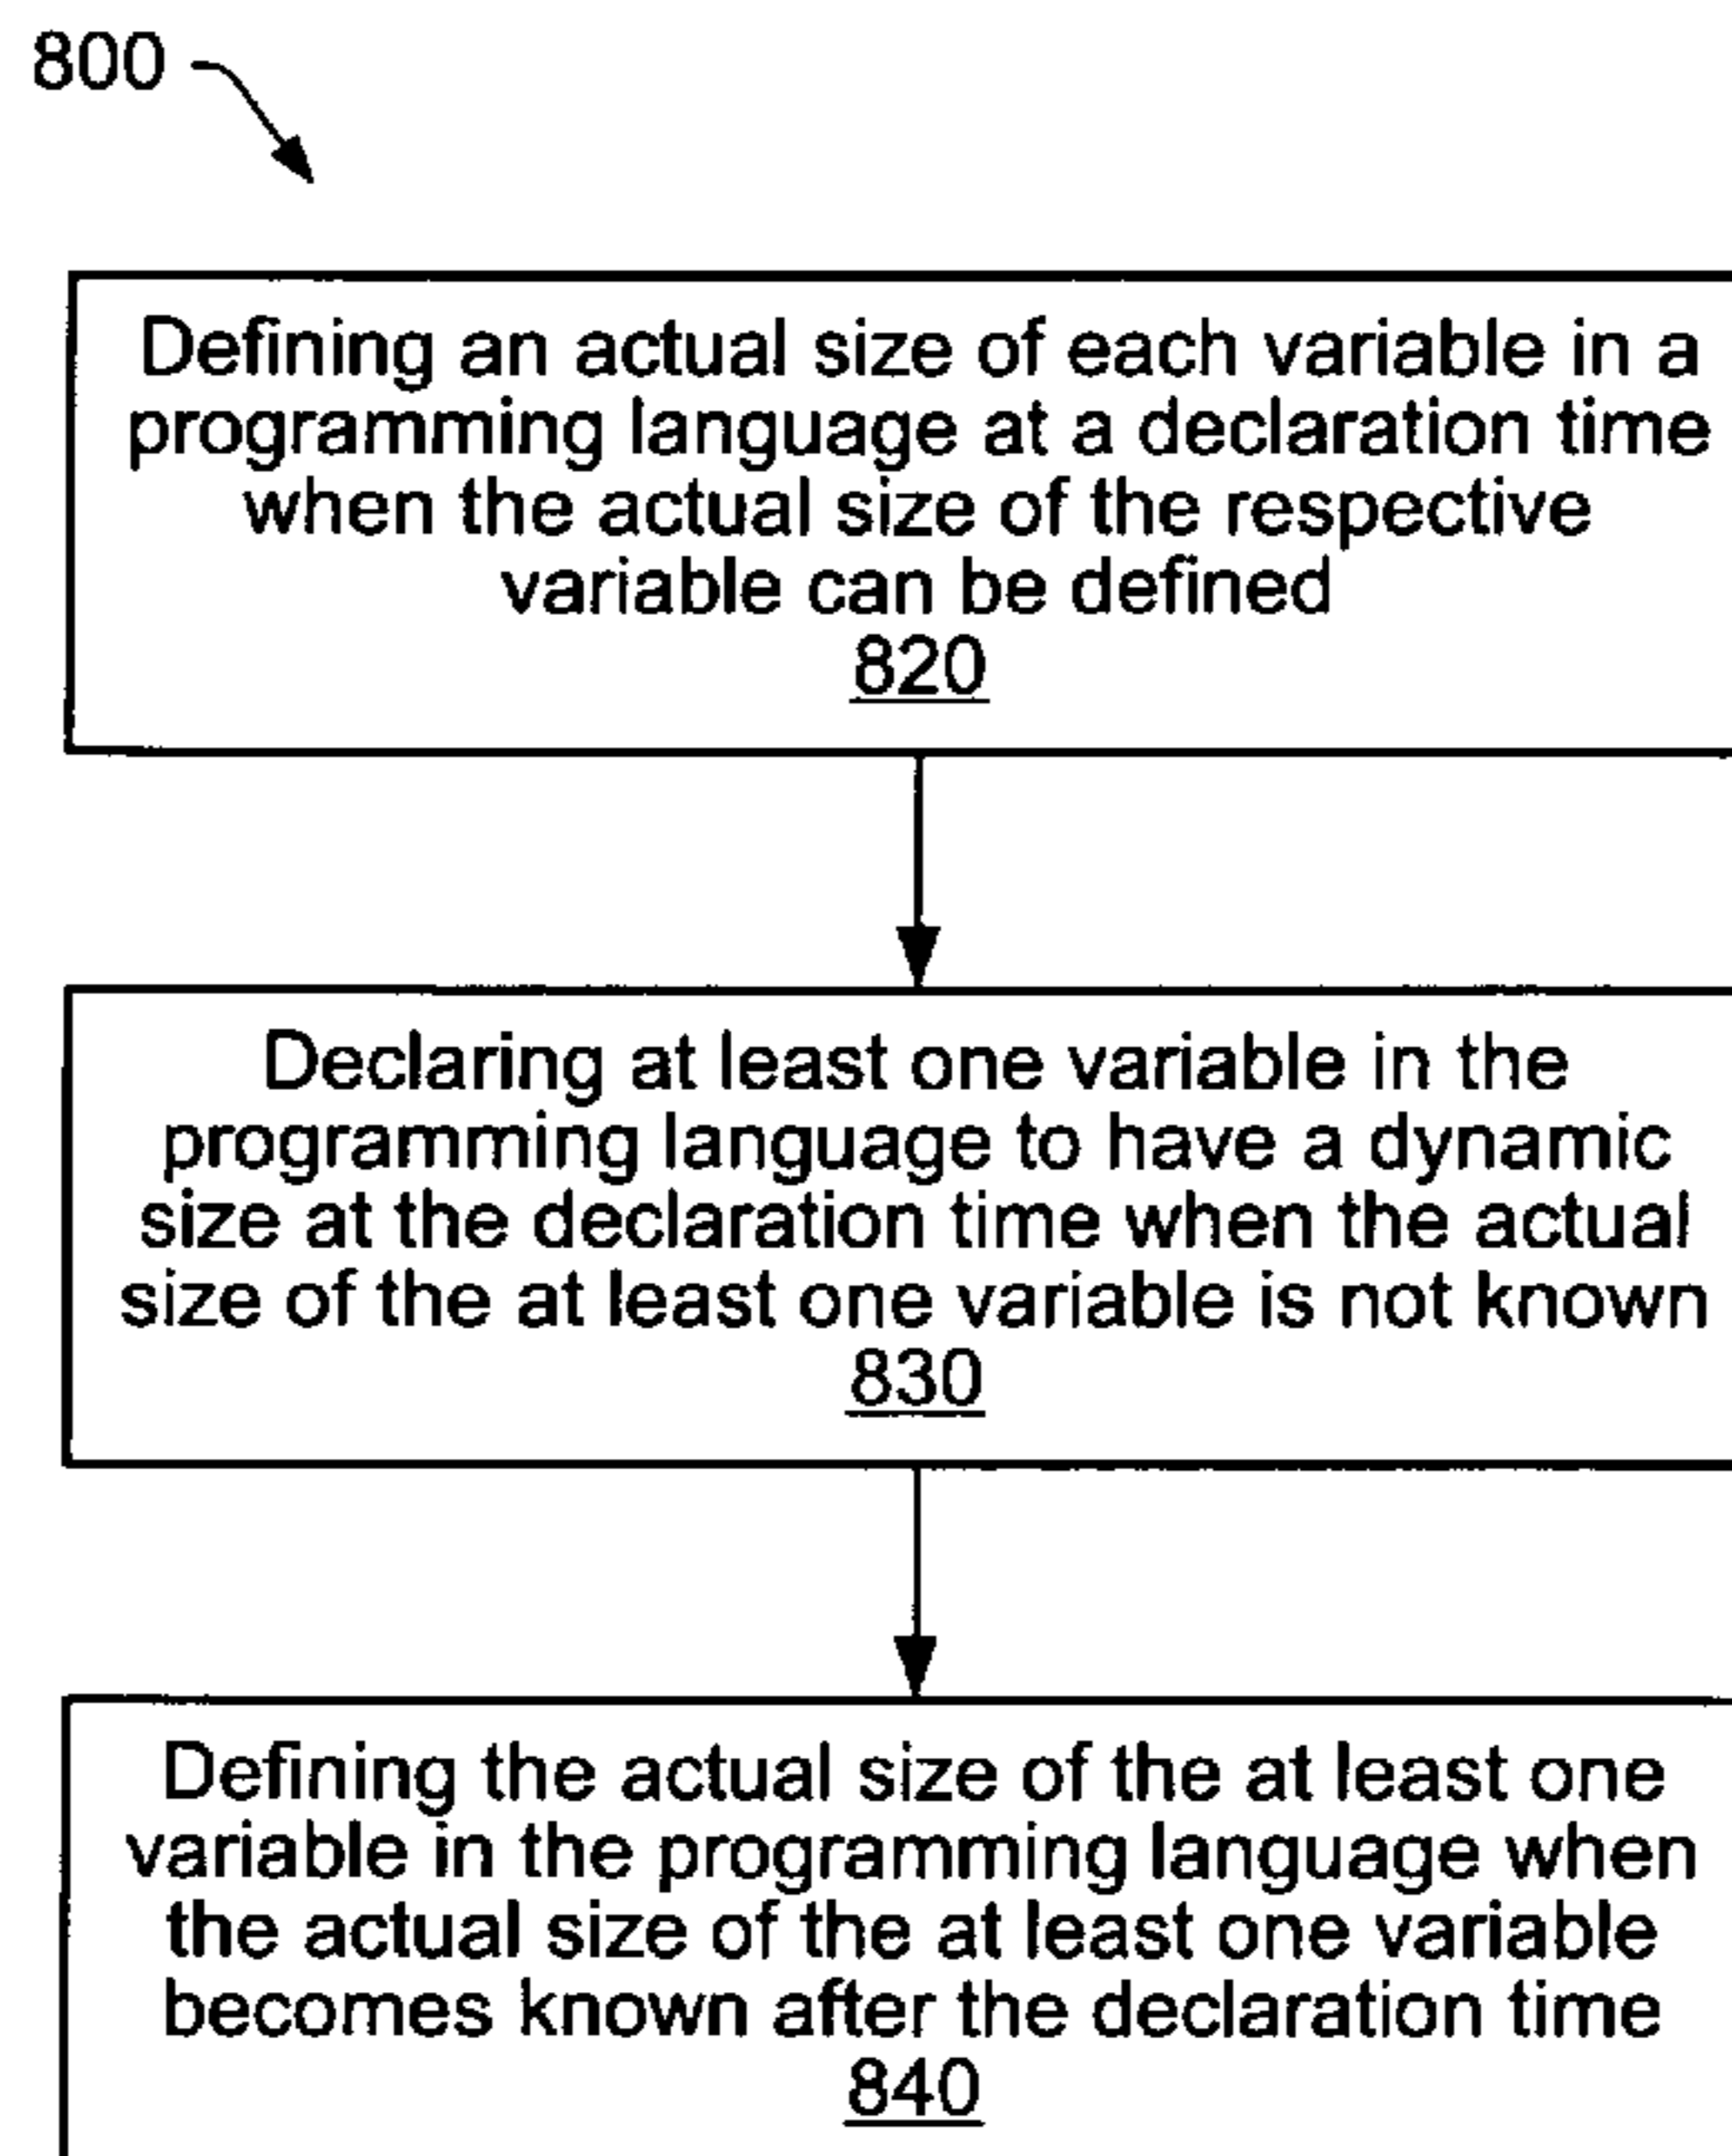 800
Defining an actual size of each variable in a
programming language at a declaration time
when the actual size of the respective
variable can be defined
820
Declaring at least one variable in the
programming language to have a dynamic
size at the declaration time when the actual
size of the at least one variable is not known
830
Defining the actual size of the at least one
variable in the programming language when
the actual size of the at least one variable
becomes known after the declaration time
840